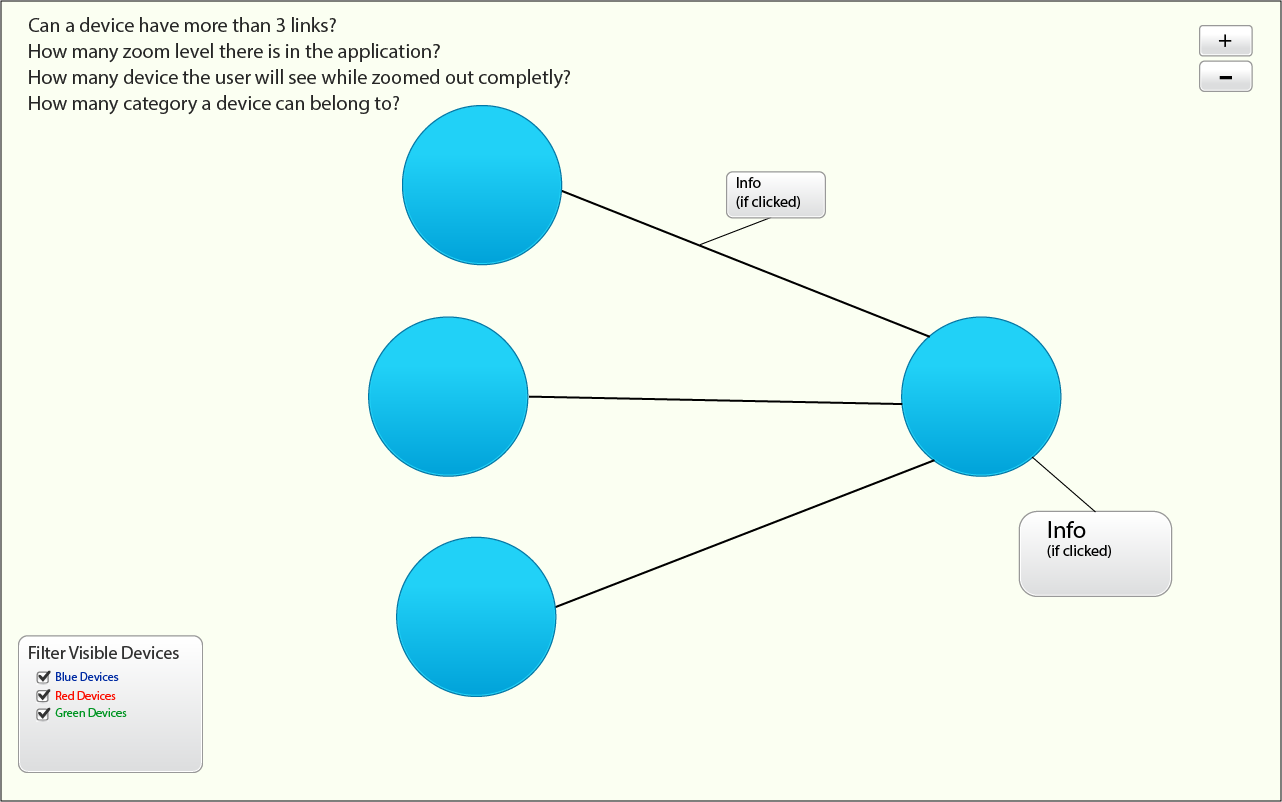 Can a device have more than 3 links?
How many zoom level there is in the application?
How many device the user will see while zoomed out completly?
How many category a device can belong to?
+
−
Info
(if clicked)
Info
(if clicked)
Filter Visible Devices
Blue Devices
Red Devices
Green Devices